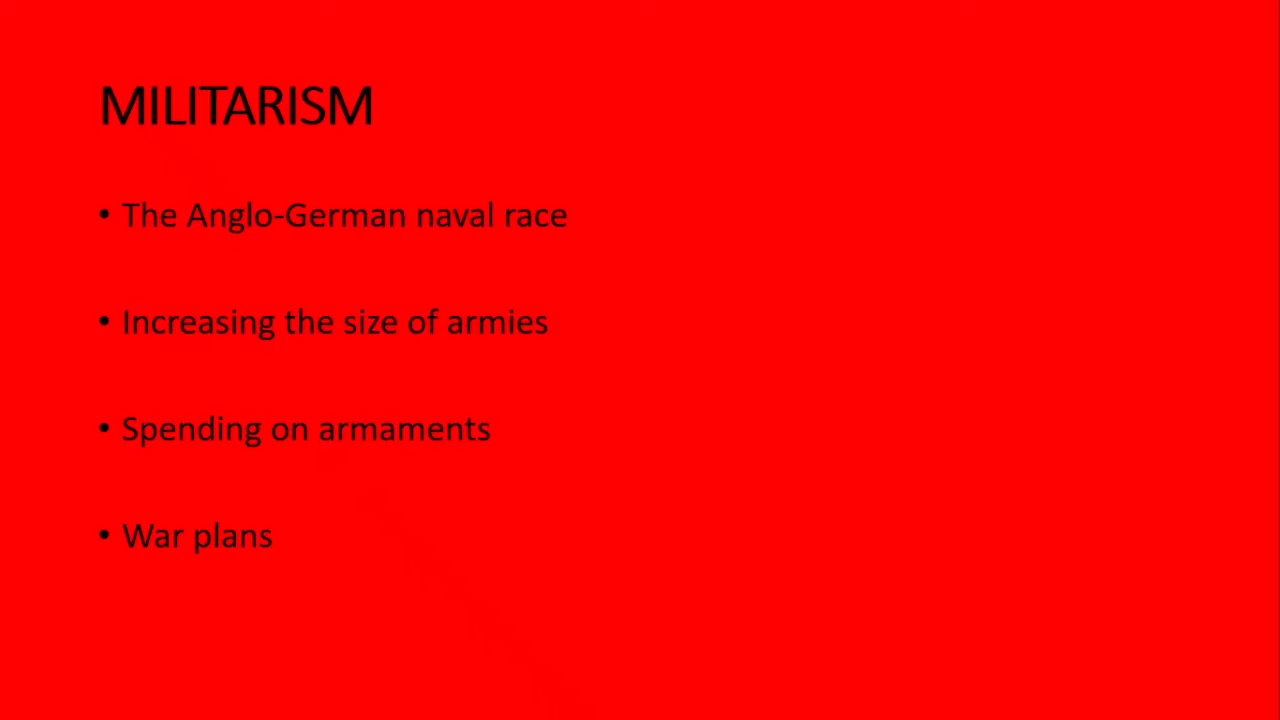 MILITARISM
• The Anglo-German naval race
• Increasing the size of armies
• Spending on armaments
• War plans